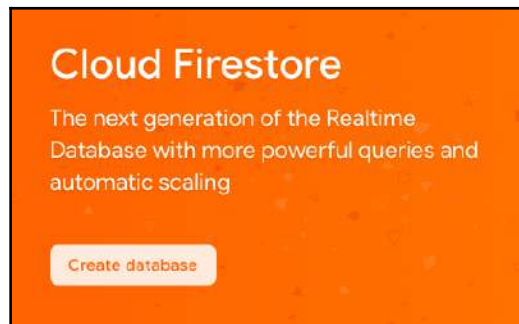 Cloud Firestore
The next generation of the Realtime
Database with more powerful queries and
automatic scaling
Create database